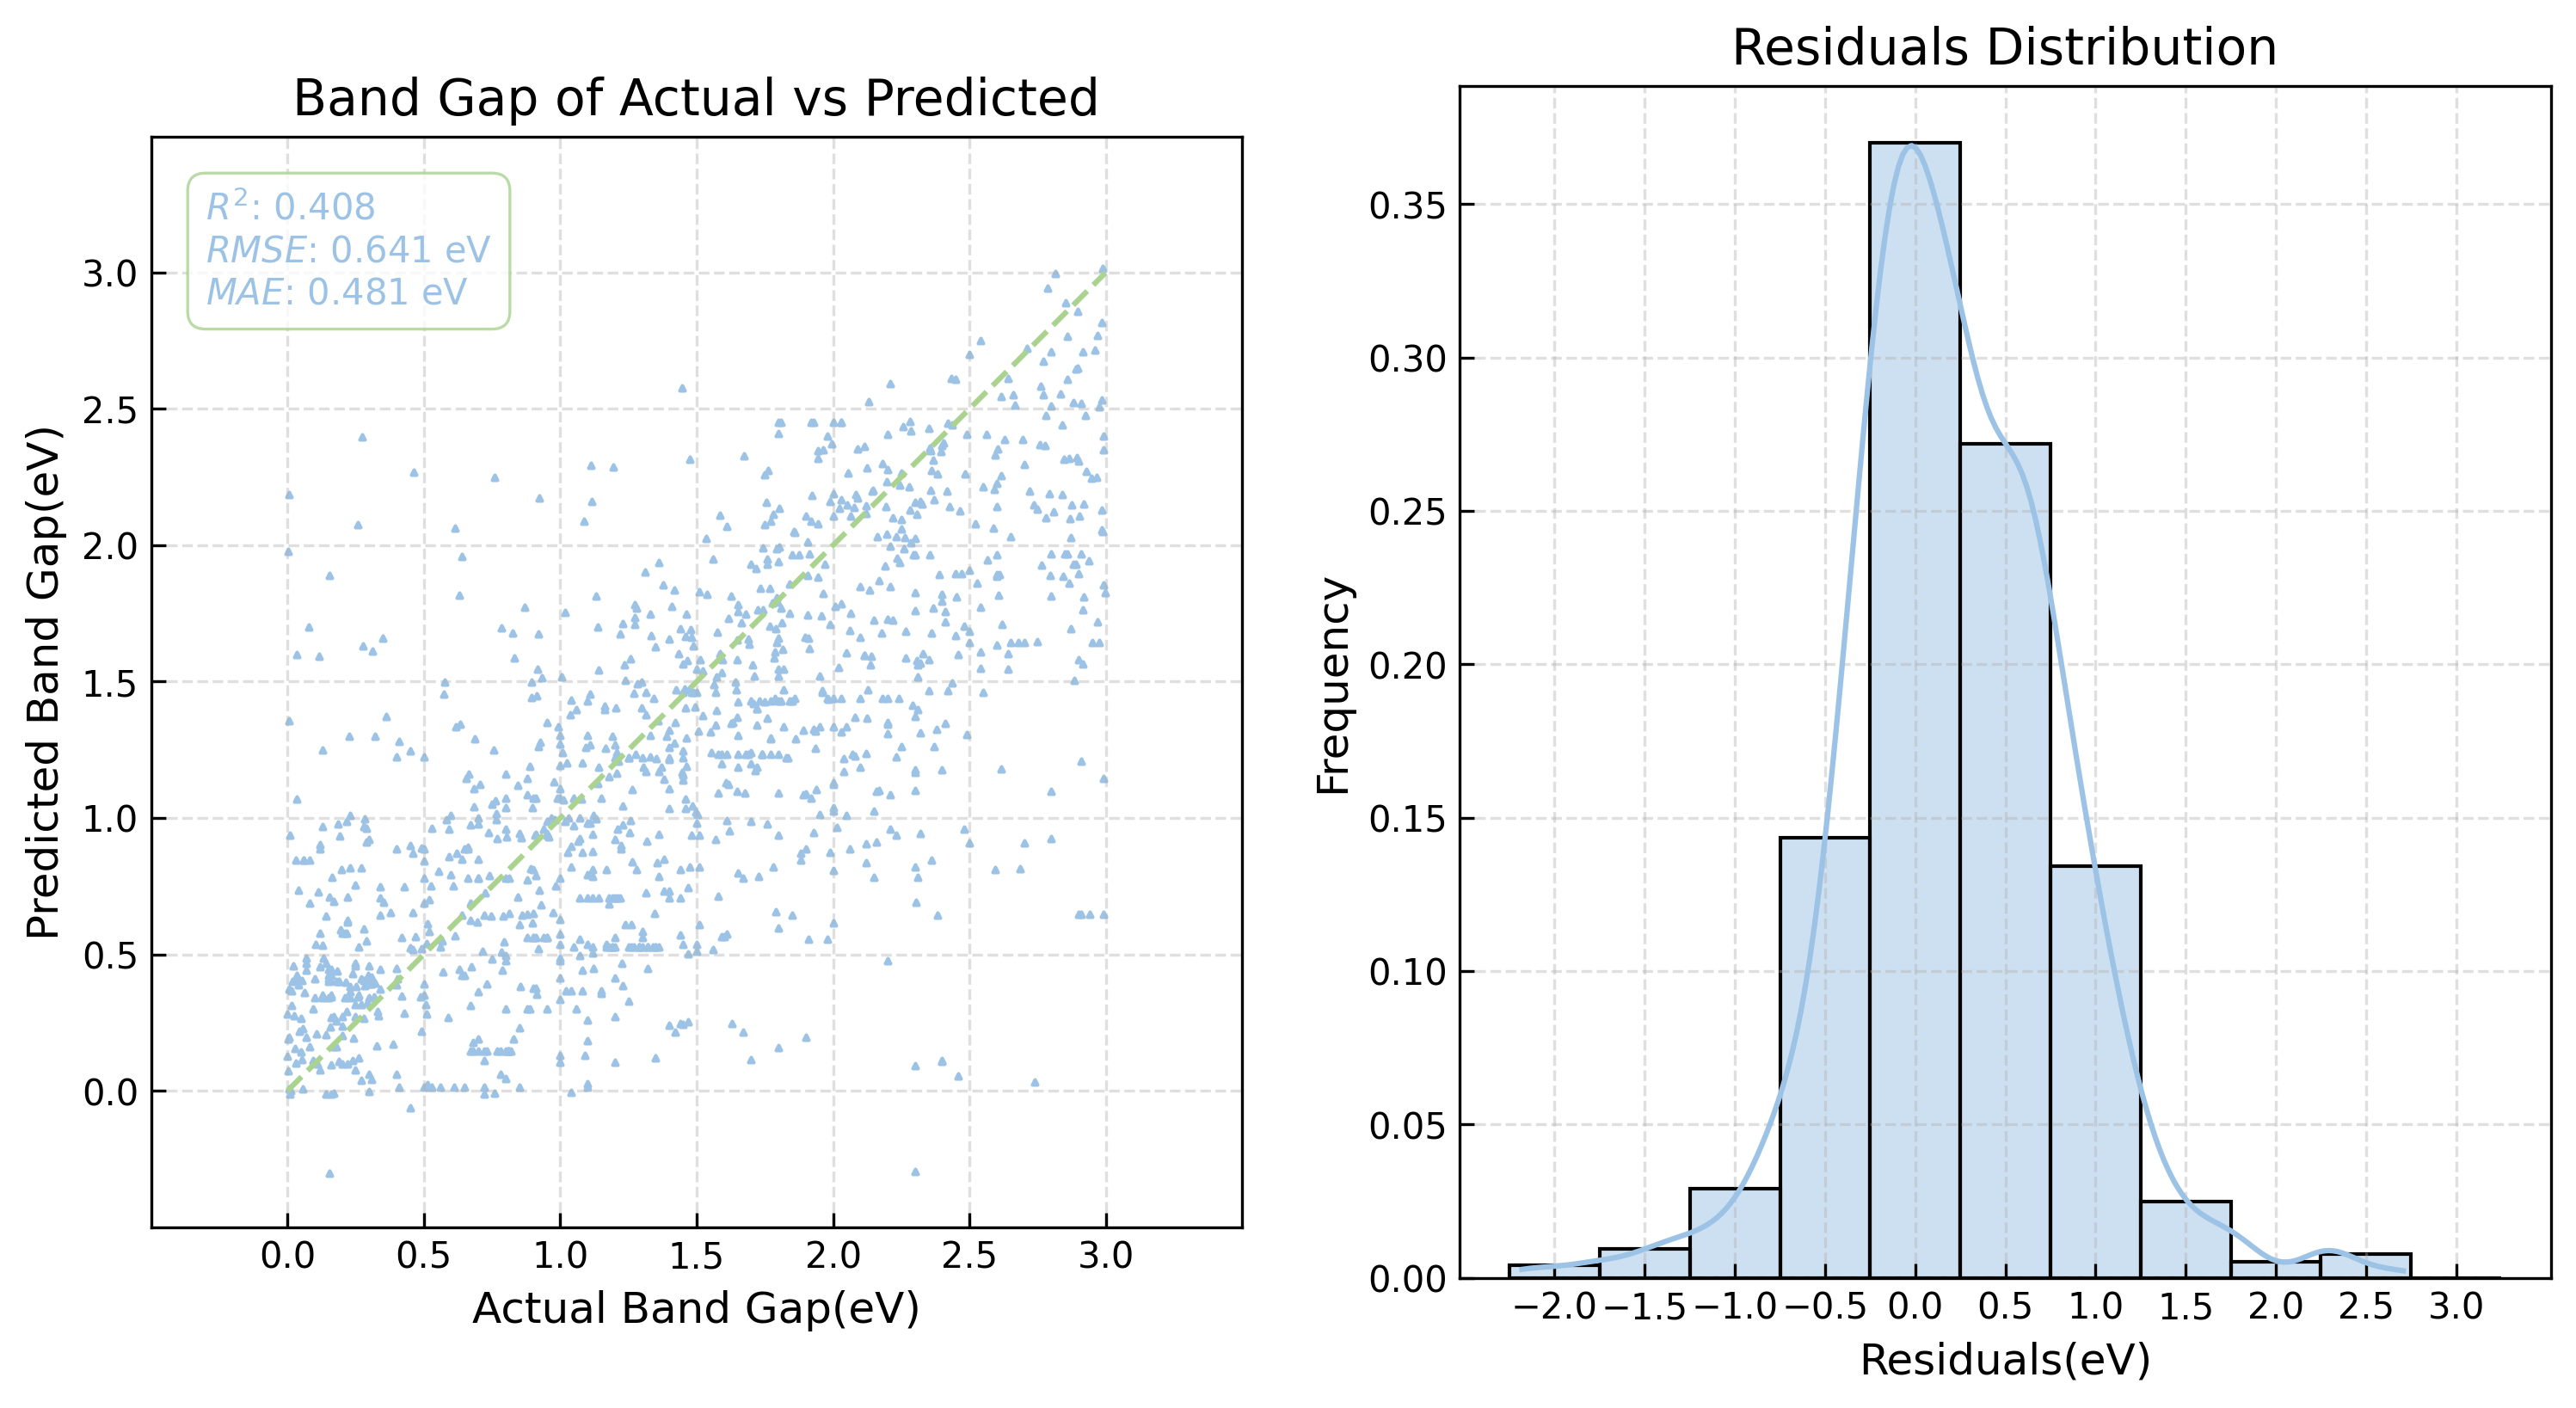 Band Gap of Actual vs Predicted
R²: 0.408
RMSE: 0.641 eV
MAE: 0.481 eV
Predicted Band Gap(eV)
3.0
2.5
2.0
1.5
1.0
0.5
0.0
0.0 0.5 1.0 1.5 2.0 2.5 3.0
Actual Band Gap(eV)
Residuals Distribution
Frequency
0.35
0.30
0.25
0.20
0.15
0.10
0.05
0.00
−2.0 −1.5 −1.0 −0.5 0.0 0.5 1.0 1.5 2.0 2.5 3.0
Residuals(eV)